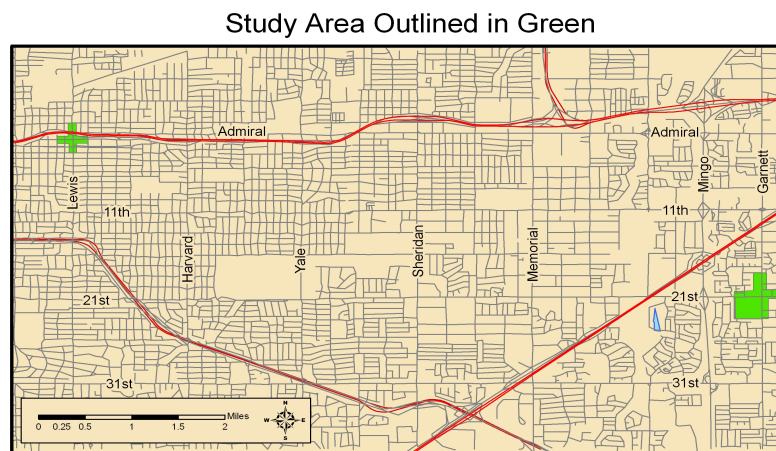 Study Area Outlined in Green
Admiral
Admiral
Lewis
Mingo
Garnett
11th
11th
Harvard
Yale
Sheridan
Memorial
21st
21st
31st
31st
N
W E
S
0 0.25 0.5 1 1.5 2 Miles